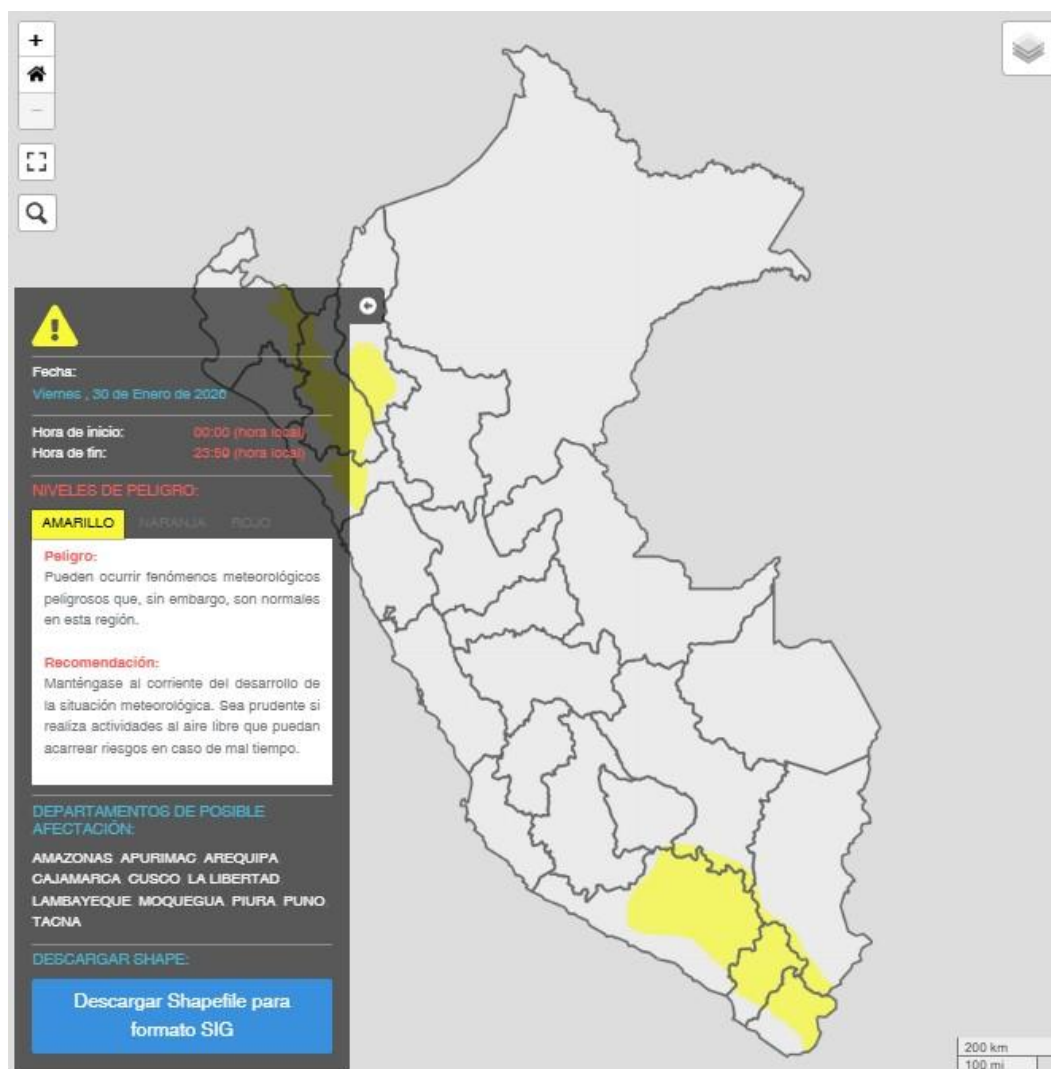 +
−
Fecha:
Viernes , 30 de Enero de 2026
Hora de inicio: 00:00 (hora local)
Hora de fin: 23:59 (hora local)
NIVELES DE PELIGRO:
AMARILLO NARANJA ROJO
Peligro:
Pueden ocurrir fenómenos meteorológicos
peligrosos que, sin embargo, son normales
en esta región.
Recomendación:
Manténgase al corriente del desarrollo de
la situación meteorológica. Sea prudente si
realiza actividades al aire libre que puedan
acarrear riesgos en caso de mal tiempo.
DEPARTAMENTOS DE POSIBLE
AFECTACIÓN:
AMAZONAS APURIMAC AREQUIPA
CAJAMARCA CUSCO LA LIBERTAD
LAMBAYEQUE MOQUEGUA PIURA PUNO
TACNA
DESCARGAR SHAPE:
Descargar Shapefile para
formato SIG
200 km
100 mi